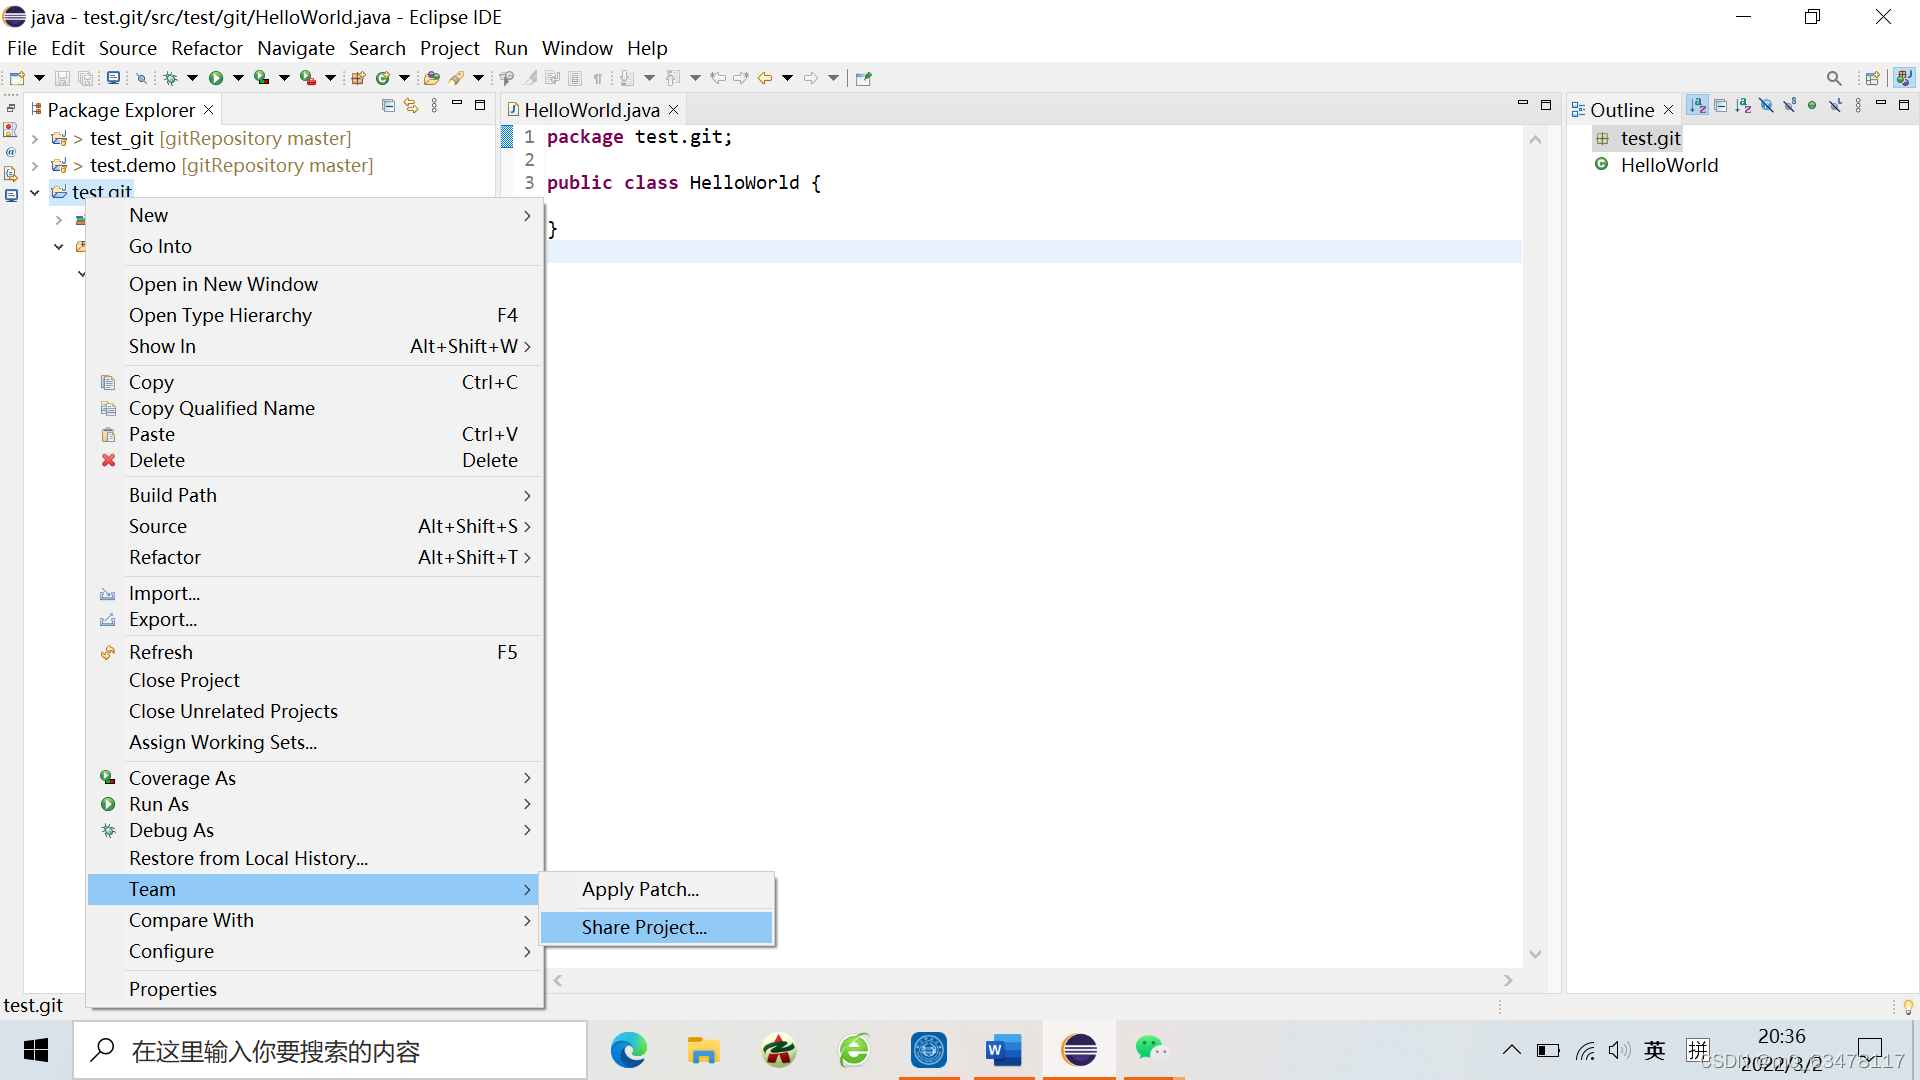 java - test.git/src/test/git/HelloWorld.java - Eclipse IDE
File Edit Source Refactor Navigate Search Project Run Window Help
Package Explorer
> test_git [gitRepository master]
> test.demo [gitRepository master]
test.git
New
Go Into
Open in New Window
Open Type Hierarchy F4
Show In Alt+Shift+W
Copy Ctrl+C
Copy Qualified Name
Paste Ctrl+V
Delete Delete
Build Path
Source Alt+Shift+S
Refactor Alt+Shift+T
Import...
Export...
Refresh F5
Close Project
Close Unrelated Projects
Assign Working Sets...
Coverage As
Run As
Debug As
Restore from Local History...
Team
Compare With
Configure
Properties
Apply Patch...
Share Project...
HelloWorld.java
1 package test.git;
2
3 public class HelloWorld {
}
Outline
test.git
HelloWorld
test.git
在这里输入你要搜索的内容
英
拼
20:36
2022/3/2